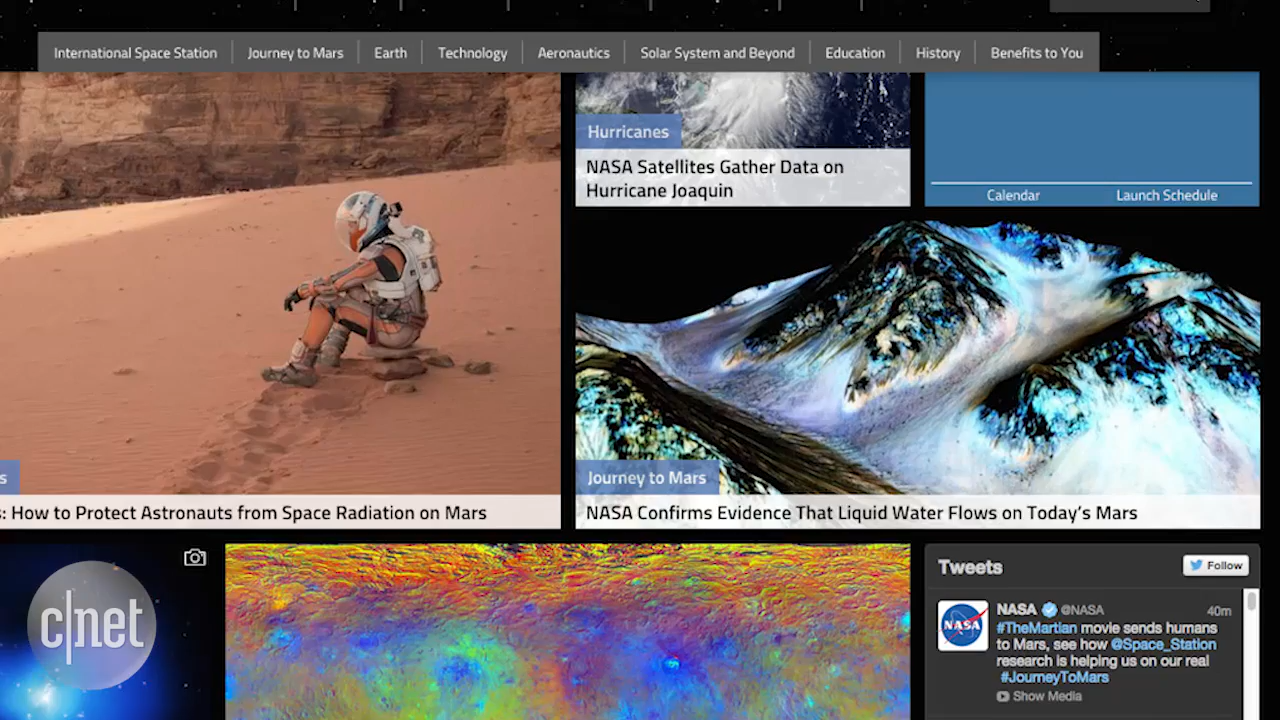 International Space Station
Journey to Mars
Earth
Technology
Aeronautics
Solar System and Beyond
Education
History
Benefits to You
Hurricanes
NASA Satellites Gather Data on
Hurricane Joaquin
Calendar
Launch Schedule
s
s: How to Protect Astronauts from Space Radiation on Mars
Journey to Mars
NASA Confirms Evidence That Liquid Water Flows on Today's Mars
c|net
Tweets
Follow
NASA
NASA @NASA 40m
#TheMartian movie sends humans
to Mars, see how @Space_Station
research is helping us on our real
#JourneyToMars
Show Media